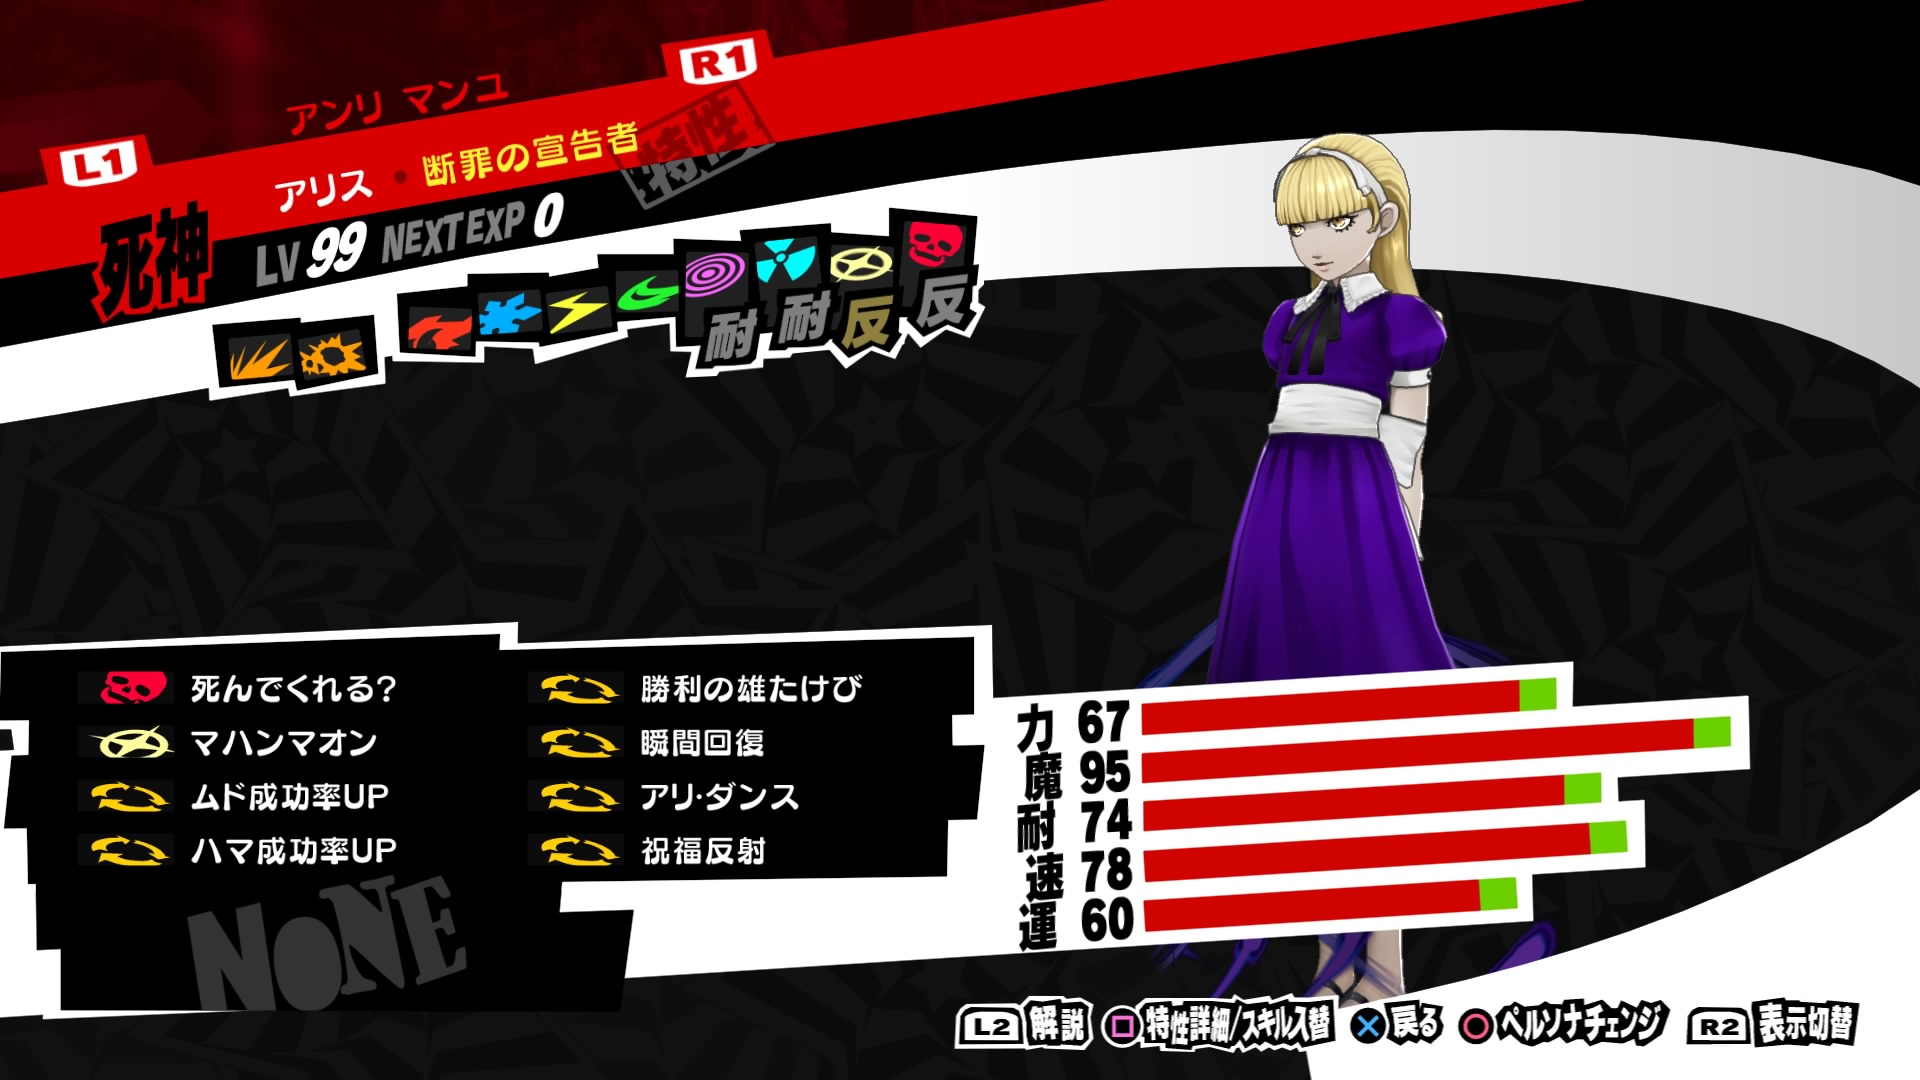 アンリ マンユ
R1
L1
アリス・断罪の宣告者
特性
死神
LV 99 NEXT EXP 0
耐 耐 反 反
死んでくれる?
マハンマオン
ムド成功率UP
ハマ成功率UP
勝利の雄たけび
瞬間回復
アリ・ダンス
祝福反射
NONE
力 67
魔 95
耐 74
速 78
運 60
L2 解説 特性詳細/スキル入替 戻る ペルソナチェンジ R2 表示切替